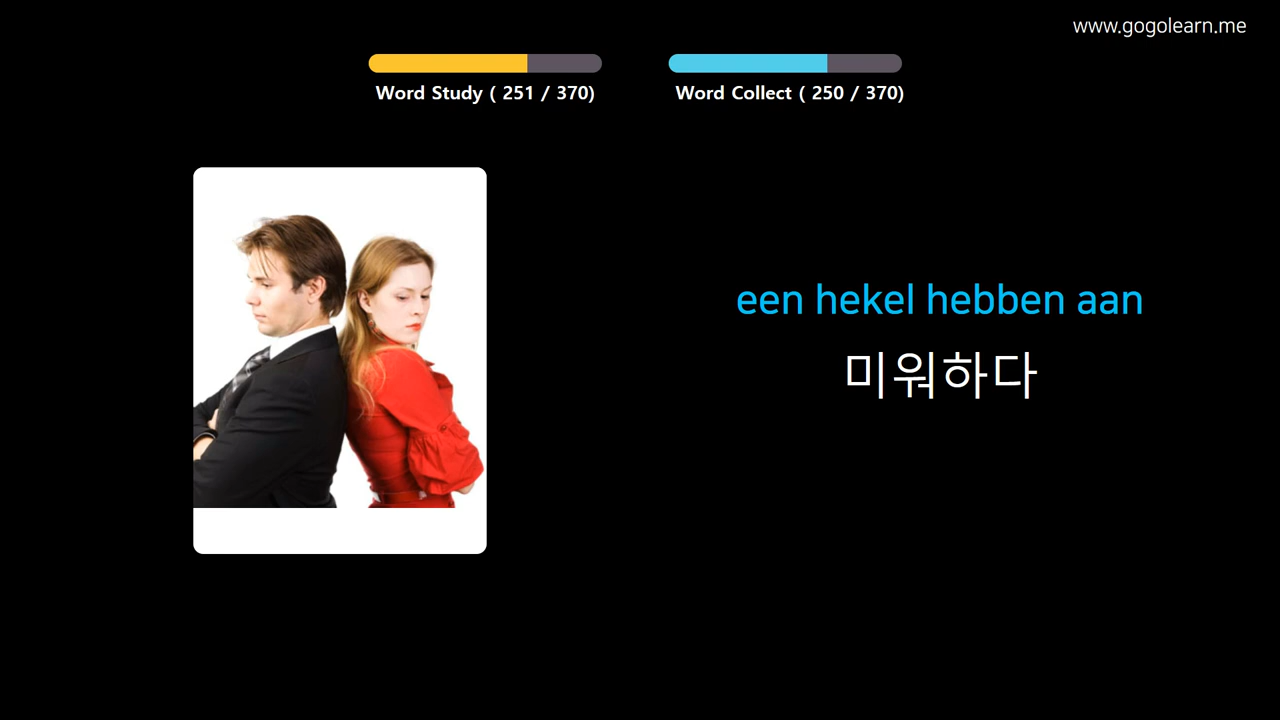 www.gogolearn.me
Word Study ( 251 / 370)
Word Collect ( 250 / 370)
een hekel hebben aan
미워하다